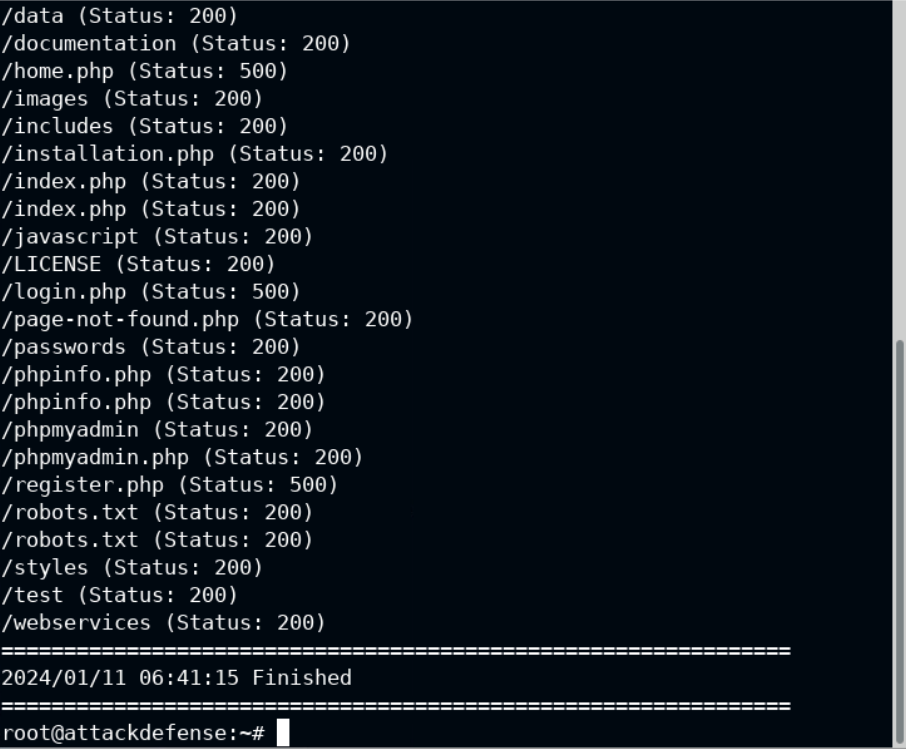 /data (Status: 200)
/documentation (Status: 200)
/home.php (Status: 500)
/images (Status: 200)
/includes (Status: 200)
/installation.php (Status: 200)
/index.php (Status: 200)
/index.php (Status: 200)
/javascript (Status: 200)
/LICENSE (Status: 200)
/login.php (Status: 500)
/page-not-found.php (Status: 200)
/passwords (Status: 200)
/phpinfo.php (Status: 200)
/phpinfo.php (Status: 200)
/phpmyadmin (Status: 200)
/phpmyadmin.php (Status: 200)
/register.php (Status: 500)
/robots.txt (Status: 200)
/robots.txt (Status: 200)
/styles (Status: 200)
/test (Status: 200)
/webservices (Status: 200)
===============================================================
2024/01/11 06:41:15 Finished
===============================================================
root@attackdefense:~#